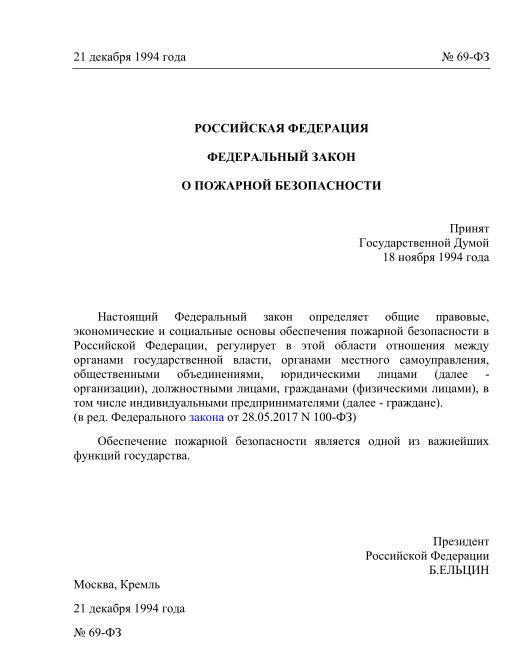 21 декабря 1994 года № 69-ФЗ
РОССИЙСКАЯ ФЕДЕРАЦИЯ
ФЕДЕРАЛЬНЫЙ ЗАКОН
О ПОЖАРНОЙ БЕЗОПАСНОСТИ
Принят
Государственной Думой
18 ноября 1994 года
Настоящий Федеральный закон определяет общие правовые,
экономические и социальные основы обеспечения пожарной безопасности в
Российской Федерации, регулирует в этой области отношения между
органами государственной власти, органами местного самоуправления,
общественными объединениями, юридическими лицами (далее -
организации), должностными лицами, гражданами (физическими лицами), в
том числе индивидуальными предпринимателями (далее - граждане).
(в ред. Федерального закона от 28.05.2017 N 100-ФЗ)
Обеспечение пожарной безопасности является одной из важнейших
функций государства.
Президент
Российской Федерации
Б.ЕЛЬЦИН
Москва, Кремль
21 декабря 1994 года
№ 69-ФЗ